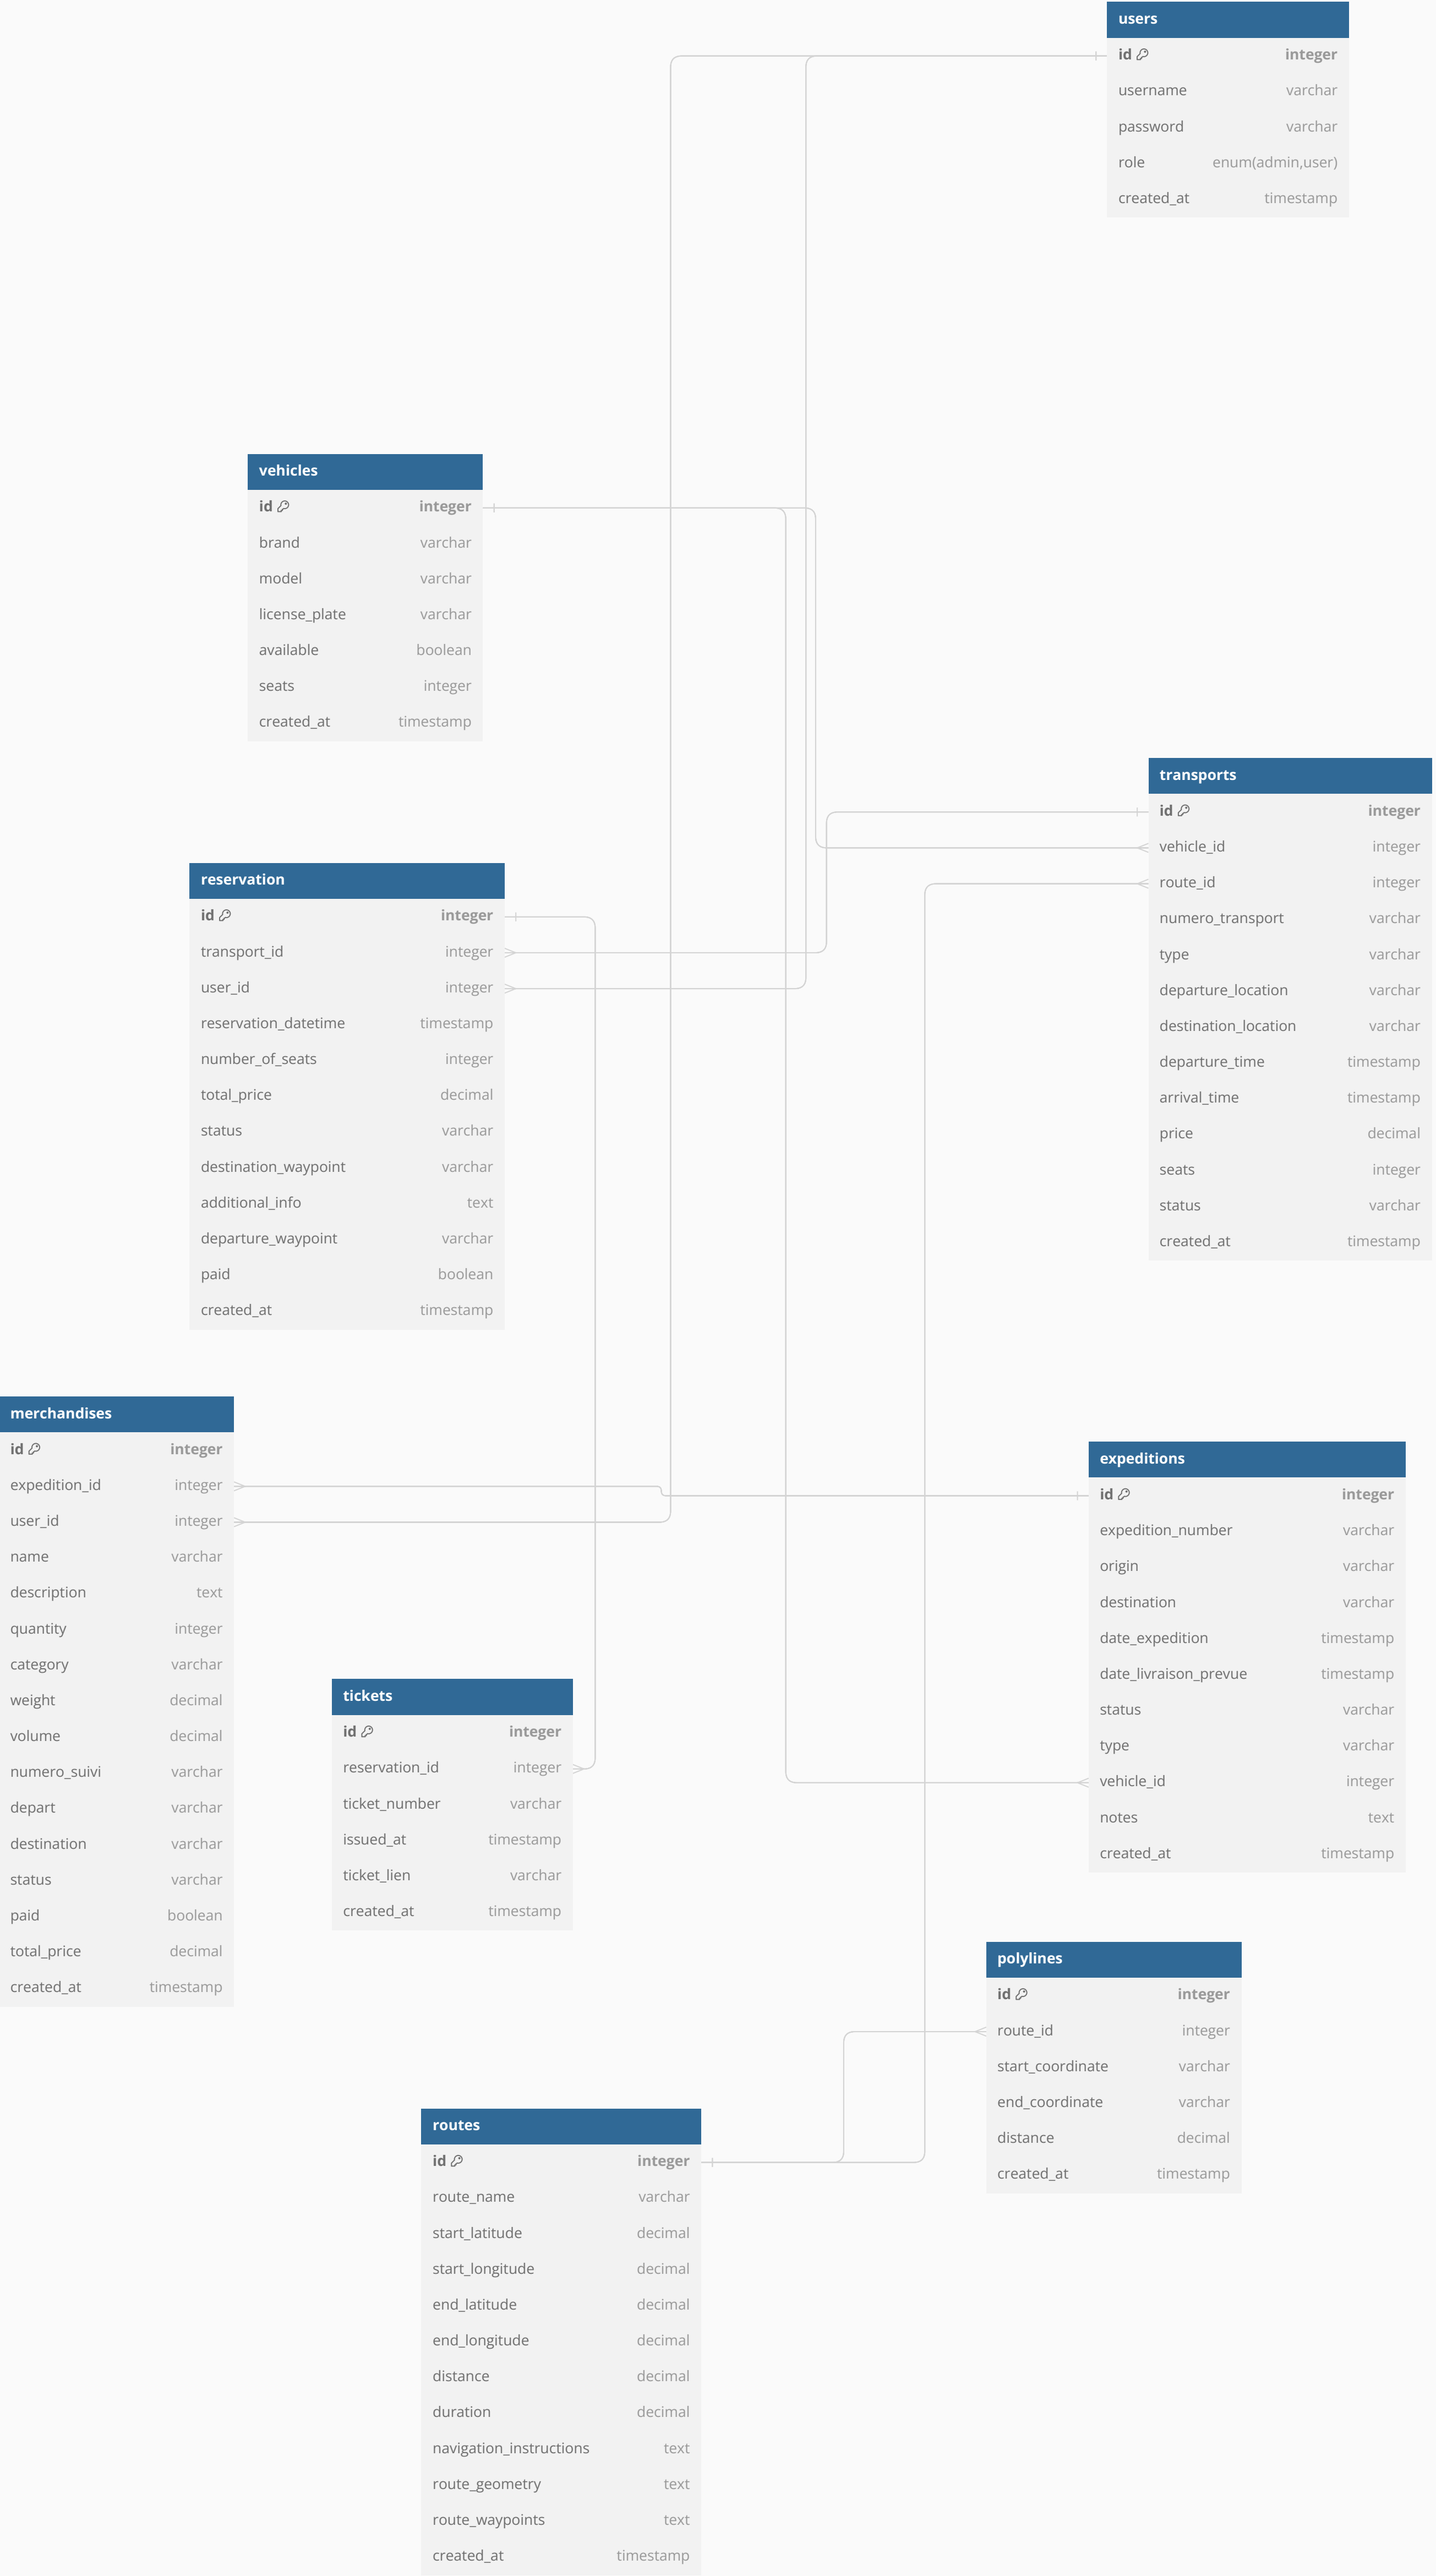 users
id integer
username varchar
password varchar
role enum(admin,user)
created_at timestamp
vehicles
id integer
brand varchar
model varchar
license_plate varchar
available boolean
seats integer
created_at timestamp
transports
id integer
vehicle_id integer
route_id integer
numero_transport varchar
type varchar
departure_location varchar
destination_location varchar
departure_time timestamp
arrival_time timestamp
price decimal
seats integer
status varchar
created_at timestamp
reservation
id integer
transport_id integer
user_id integer
reservation_datetime timestamp
number_of_seats integer
total_price decimal
status varchar
destination_waypoint varchar
additional_info text
departure_waypoint varchar
paid boolean
created_at timestamp
merchandises
id integer
expedition_id integer
user_id integer
name varchar
description text
quantity integer
category varchar
weight decimal
volume decimal
numero_suivi varchar
depart varchar
destination varchar
status varchar
paid boolean
total_price decimal
created_at timestamp
expeditions
id integer
expedition_number varchar
origin varchar
destination varchar
date_expedition timestamp
date_livraison_prevue timestamp
status varchar
type varchar
vehicle_id integer
notes text
created_at timestamp
tickets
id integer
reservation_id integer
ticket_number varchar
issued_at timestamp
ticket_lien varchar
created_at timestamp
polylines
id integer
route_id integer
start_coordinate varchar
end_coordinate varchar
distance decimal
created_at timestamp
routes
id integer
route_name varchar
start_latitude decimal
start_longitude decimal
end_latitude decimal
end_longitude decimal
distance decimal
duration decimal
navigation_instructions text
route_geometry text
route_waypoints text
created_at timestamp